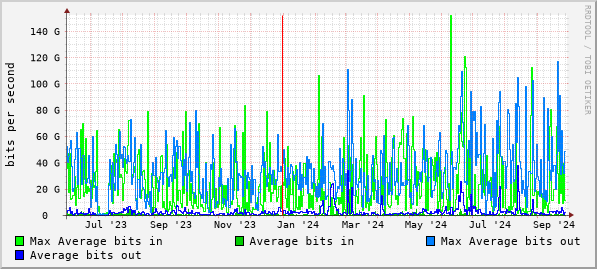 RRDTOOL / TOBI OETIKER
bits per second
140 G
120 G
100 G
80 G
60 G
40 G
20 G
0
Jul '23 Sep '23 Nov '23 Jan '24 Mar '24 May '24 Jul '24 Sep '24
Max Average bits in Average bits in Max Average bits out
Average bits out